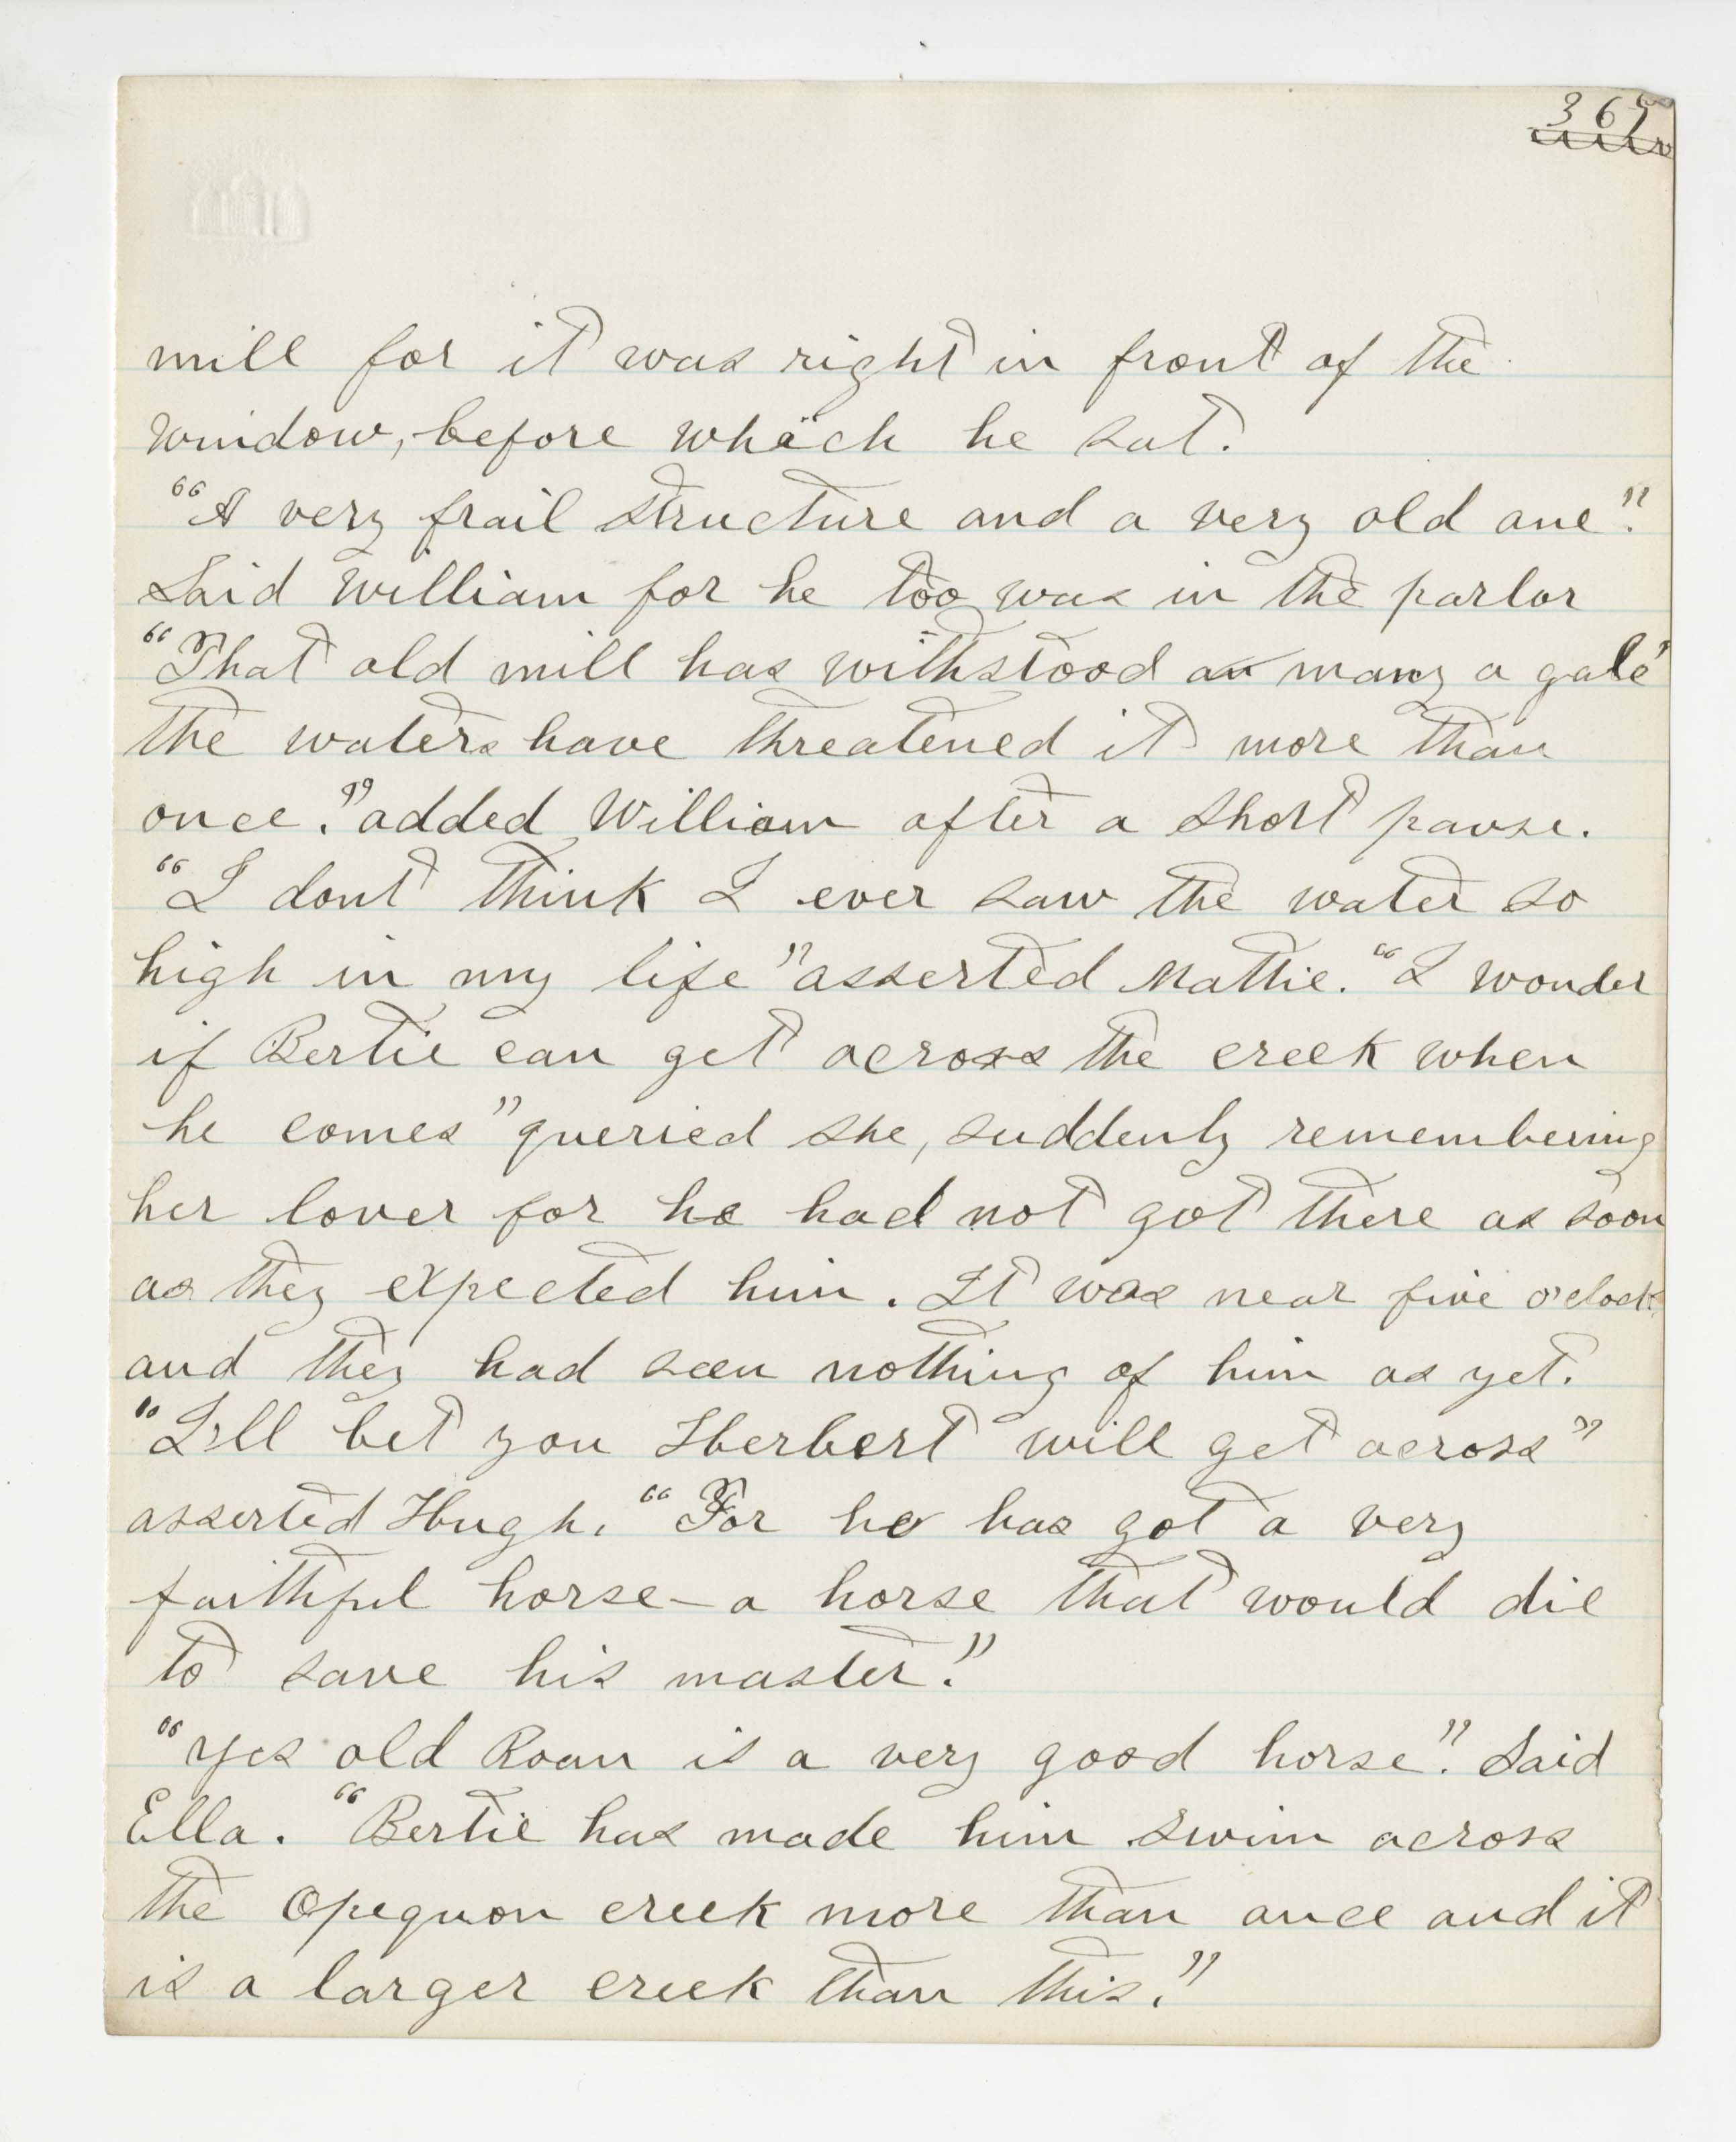 365
mill for it was right in front of the
window, before which he sat.
"A very frail structure and a very old one".
Said William for he too was in the parlor
"That old mill has withstood many a gale
the waters have threatened it more than
once." added William after a short pause.
"I dont think I ever saw the water so
high in my life" asserted Mattie. "I wonder
if Bertie can get across the creek when
he comes" queried she, suddenly remembering
her lover for he had not got there as soon
as they expected him. It was near five o'clock
and they had seen nothing of him as yet.
"I'll bet you Herbert will get across"
asserted Hugh. "For he has got a very
faithful horse – a horse that would die
to save his master."
"Yes old Roan is a very good horse". Said
Ella. "Bertie has made him swim across
the Opequon creek more than once and it
is a larger creek than this."